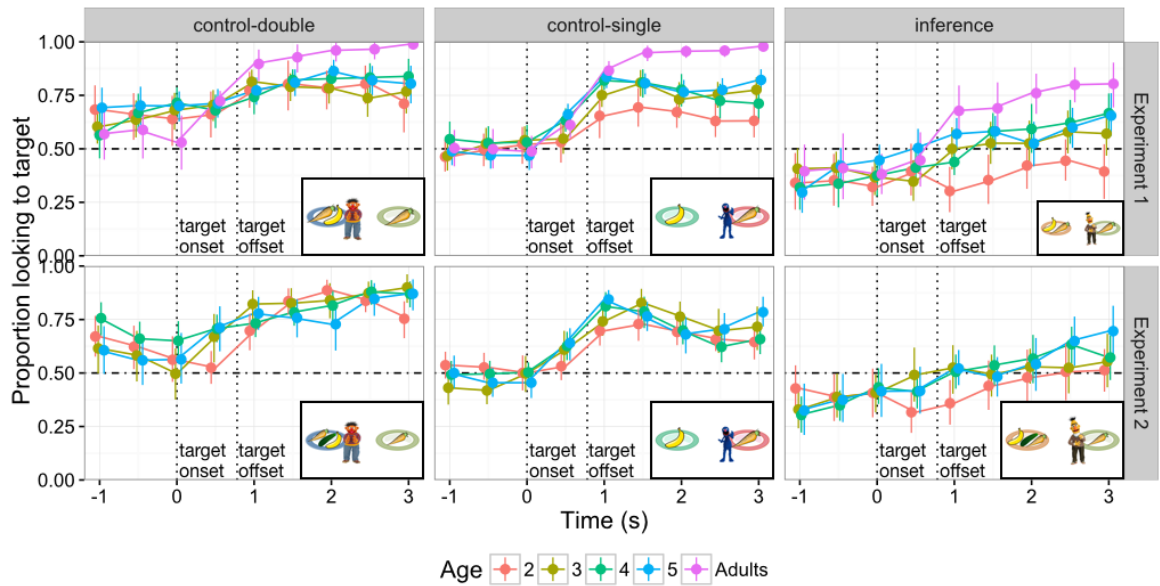 control-double control-single inference
Proportion looking to target
1.00
0.75
0.50
0.25
0.00
target onset target offset
target onset target offset
target onset target offset
Experiment 1
1.00
0.75
0.50
0.25
0.00
target onset target offset
target onset target offset
target onset target offset
Experiment 2
-1 0 1 2 3 -1 0 1 2 3 -1 0 1 2 3
Time (s)
Age 2 3 4 5 Adults